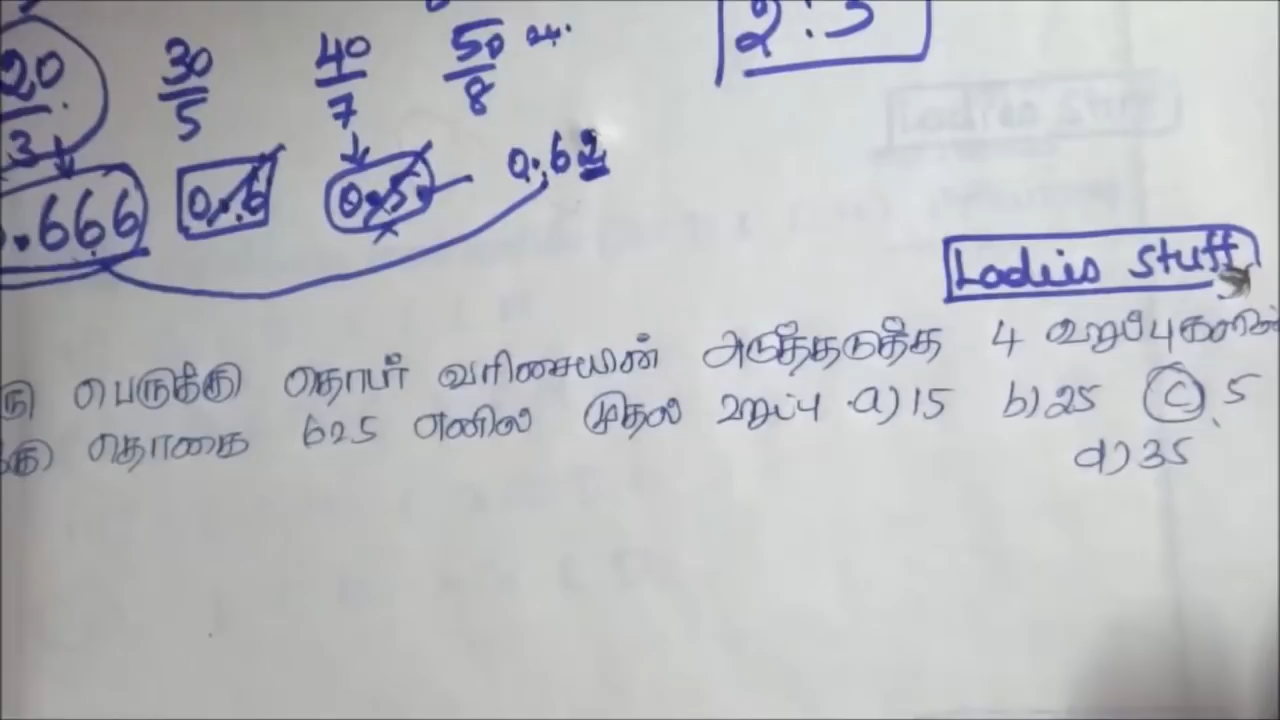 2:3
20/3 30/5 40/7 50/8
.666 0.6 0.5 0.62
Ladies Stuff
பெருக்கு தொடர் வரிசையின் அடுத்தடுத்த 4 உறுப்புகளின்
தொகை 625 எனில் முதல் உறுப்பு a) 15 b) 25 c) 5
d) 35